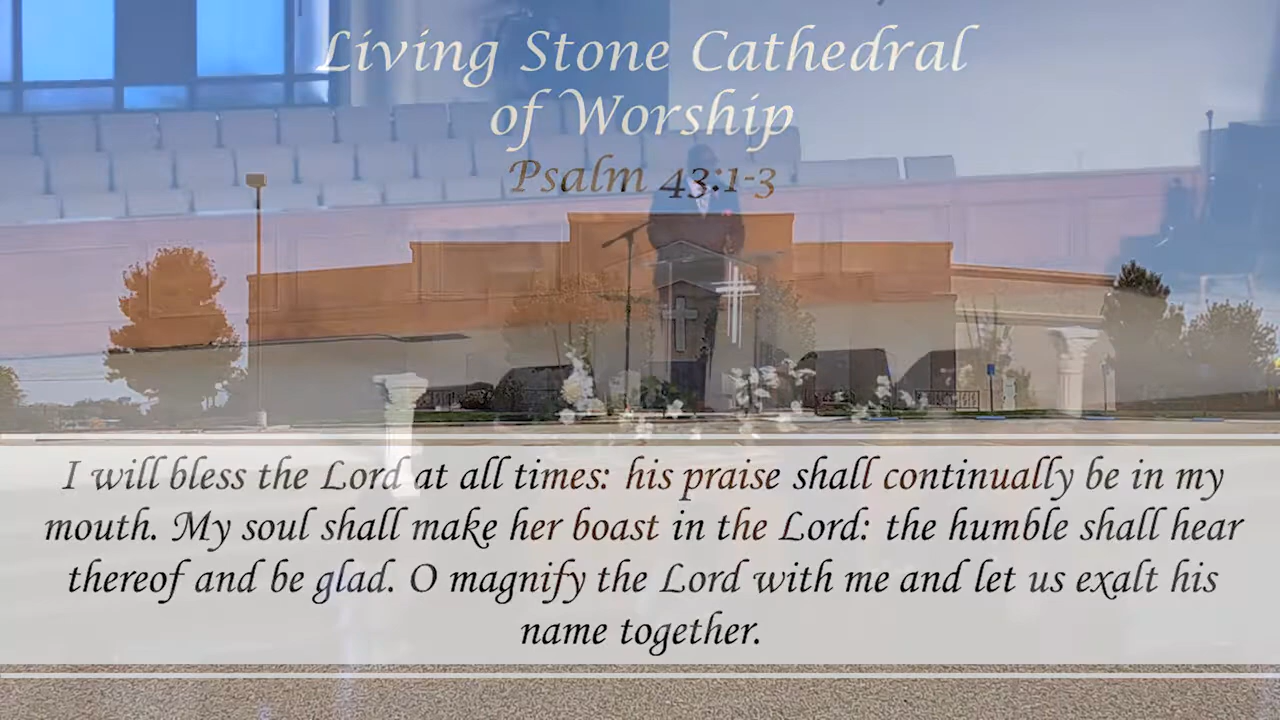 Living Stone Cathedral
of Worship
Psalm 43:1-3
I will bless the Lord at all times: his praise shall continually be in my
mouth. My soul shall make her boast in the Lord: the humble shall hear
thereof and be glad. O magnify the Lord with me and let us exalt his
name together.